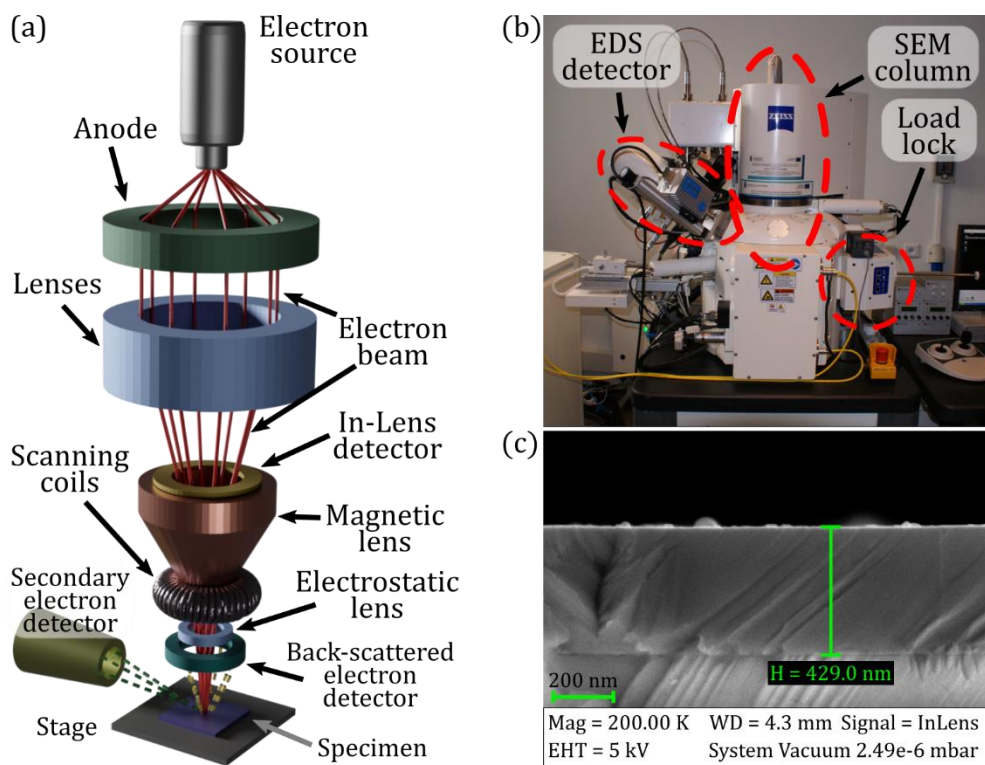 (a)
Electron
source
Anode
Lenses
Electron
beam
In-Lens
detector
Scanning
coils
Magnetic
lens
Secondary
electron
detector
Electrostatic
lens
Back-scattered
electron
detector
Stage
Specimen
(b)
EDS
detector
SEM
column
Load
lock
ZEISS
(c)
H = 429.0 nm
200 nm
Mag = 200.00 K WD = 4.3 mm Signal = InLens
EHT = 5 kV System Vacuum 2.49e-6 mbar